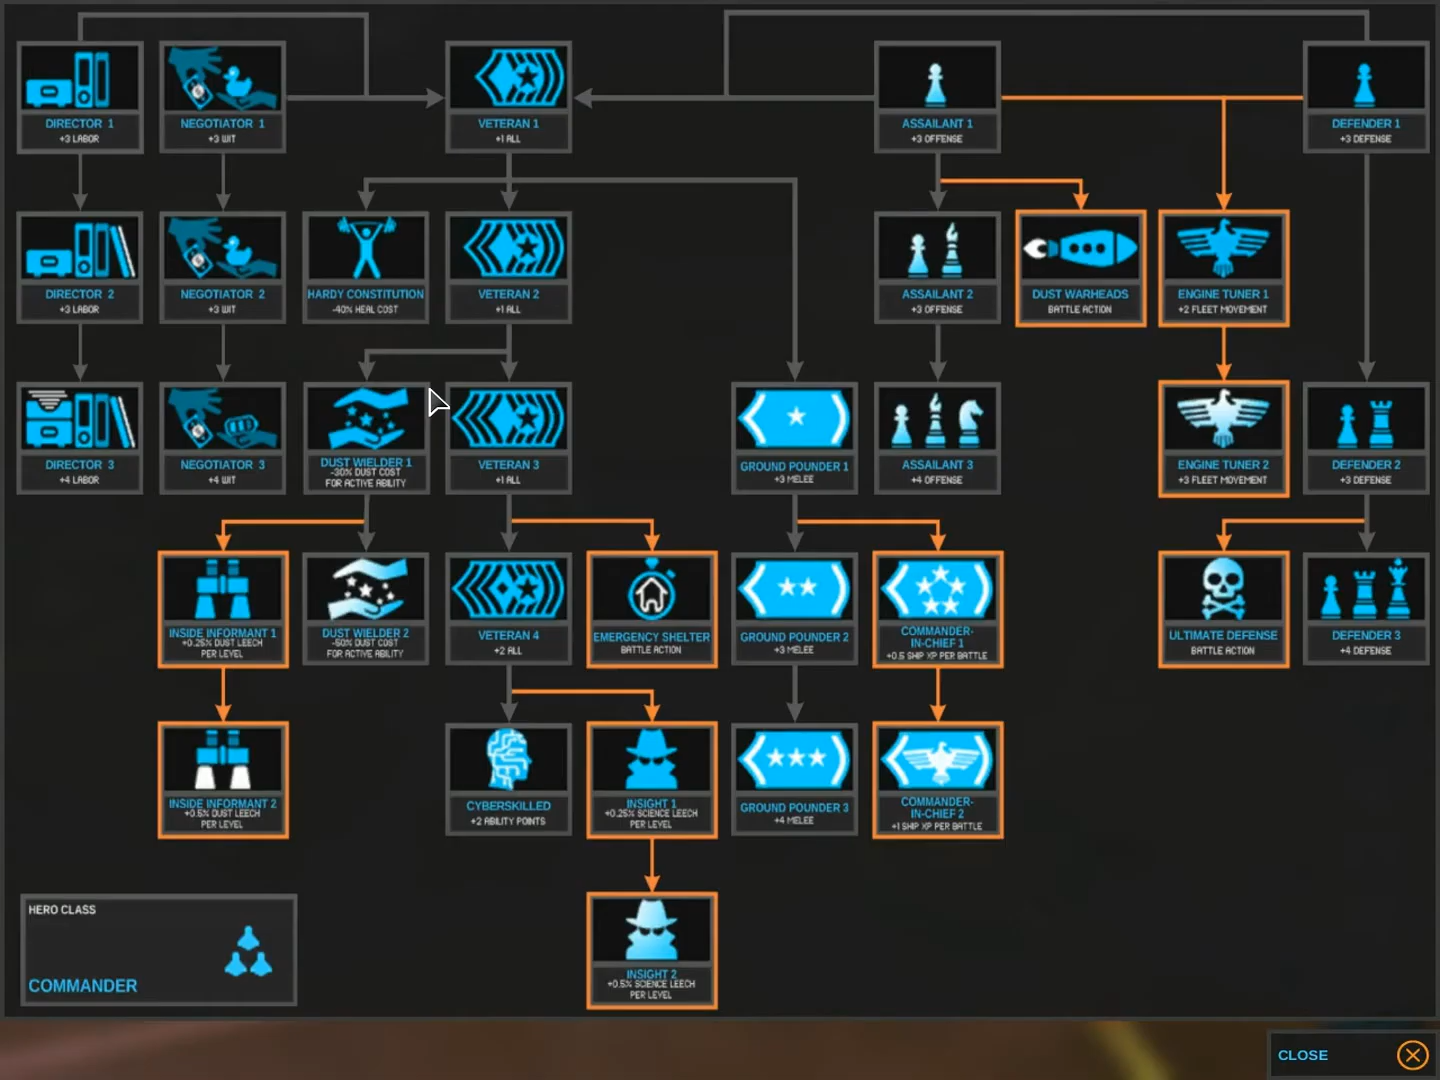 DIRECTOR 1
+3 LABOR
NEGOTIATOR 1
+3 WIT
VETERAN 1
+1 ALL
ASSAILANT 1
+3 OFFENSE
DEFENDER 1
+3 DEFENSE
DIRECTOR 2
+3 LABOR
NEGOTIATOR 2
+3 WIT
HARDY CONSTITUTION
-40% HEAL COST
VETERAN 2
+1 ALL
ASSAILANT 2
+3 OFFENSE
DUST WARHEADS
BATTLE ACTION
ENGINE TUNER 1
+2 FLEET MOVEMENT
DIRECTOR 3
+4 LABOR
NEGOTIATOR 3
+4 WIT
DUST WIELDER 1
-30% DUST COST
FOR ACTIVE ABILITY
VETERAN 3
+1 ALL
GROUND POUNDER 1
+3 MELEE
ASSAILANT 3
+4 OFFENSE
ENGINE TUNER 2
+3 FLEET MOVEMENT
DEFENDER 2
+3 DEFENSE
INSIDE INFORMANT 1
+0.25% DUST LEECH
PER LEVEL
DUST WIELDER 2
-50% DUST COST
FOR ACTIVE ABILITY
VETERAN 4
+2 ALL
EMERGENCY SHELTER
BATTLE ACTION
GROUND POUNDER 2
+3 MELEE
COMMANDER-
IN-CHIEF 1
+0.5 SHIP XP PER BATTLE
ULTIMATE DEFENSE
BATTLE ACTION
DEFENDER 3
+4 DEFENSE
INSIDE INFORMANT 2
+0.5% DUST LEECH
PER LEVEL
CYBERSKILLED
+2 ABILITY POINTS
INSIGHT 1
+0.25% SCIENCE LEECH
PER LEVEL
GROUND POUNDER 3
+4 MELEE
COMMANDER-
IN-CHIEF 2
+1 SHIP XP PER BATTLE
INSIGHT 2
+0.5% SCIENCE LEECH
PER LEVEL
HERO CLASS
COMMANDER
CLOSE